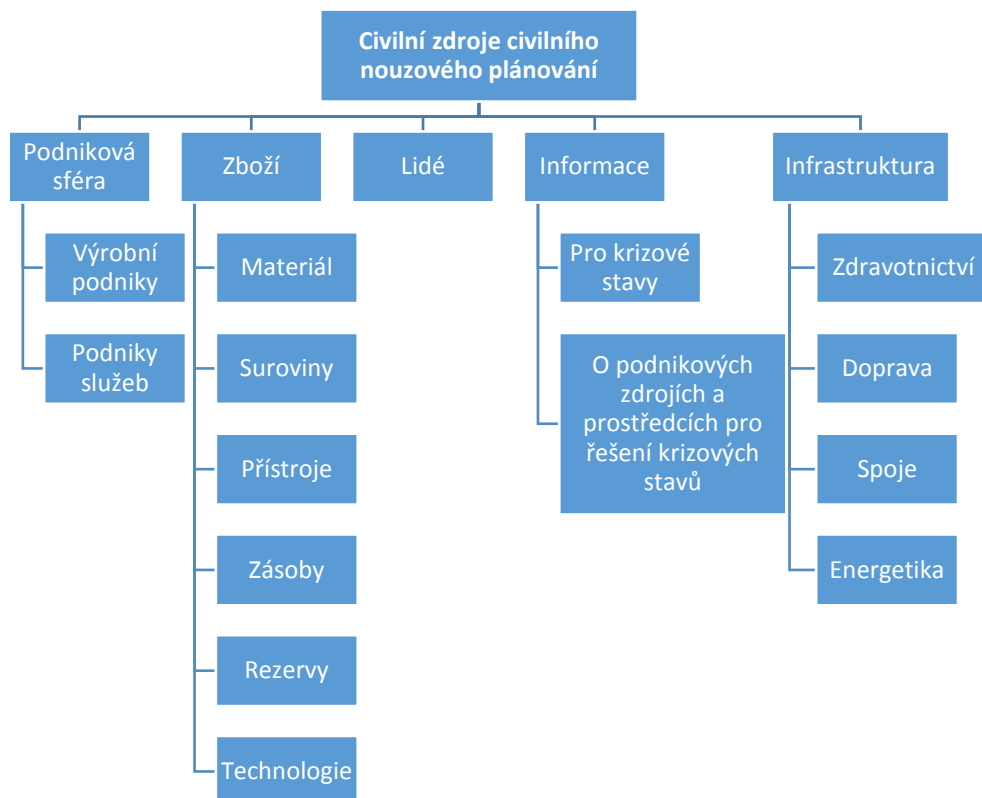 Civilní zdroje civilního
nouzového plánování
Podniková
sféra
Výrobní
podniky
Podniky
služeb
Zboží
Materiál
Suroviny
Přístroje
Zásoby
Rezervy
Technologie
Lidé
Informace
Pro krizové
stavy
O podnikových
zdrojích a
prostředcích pro
řešení krizových
stavů
Infrastruktura
Zdravotnictví
Doprava
Spoje
Energetika